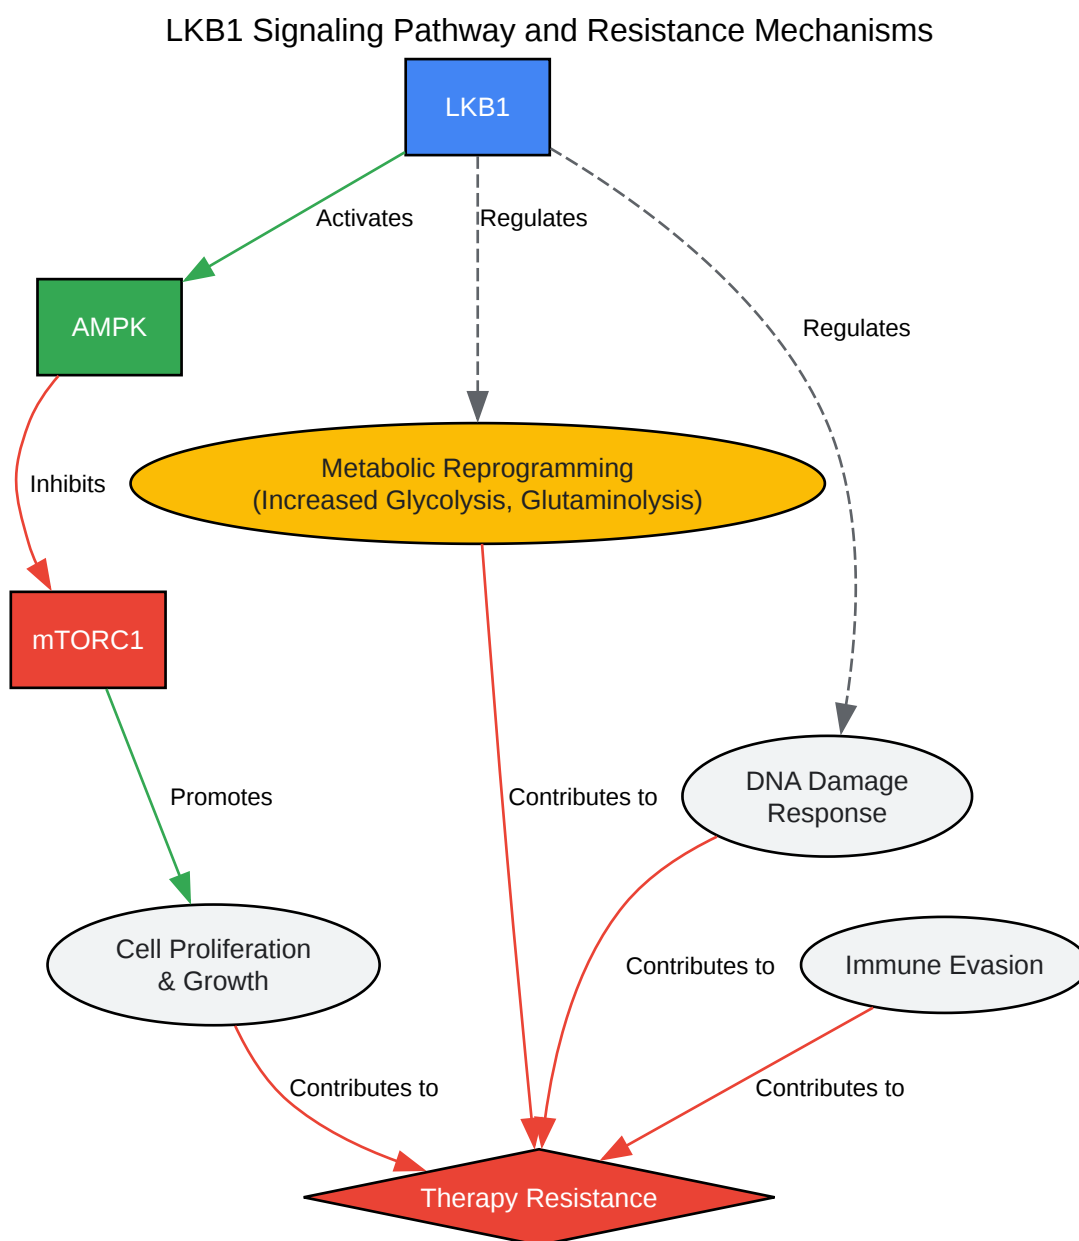 LKB1 Signaling Pathway and Resistance Mechanisms
LKB1
Activates
Regulates
AMPK
Regulates
Metabolic Reprogramming
(Increased Glycolysis, Glutaminolysis)
Inhibits
mTORC1
DNA Damage
Response
Promotes
Contributes to
Cell Proliferation
& Growth
Contributes to
Immune Evasion
Contributes to
Contributes to
Therapy Resistance